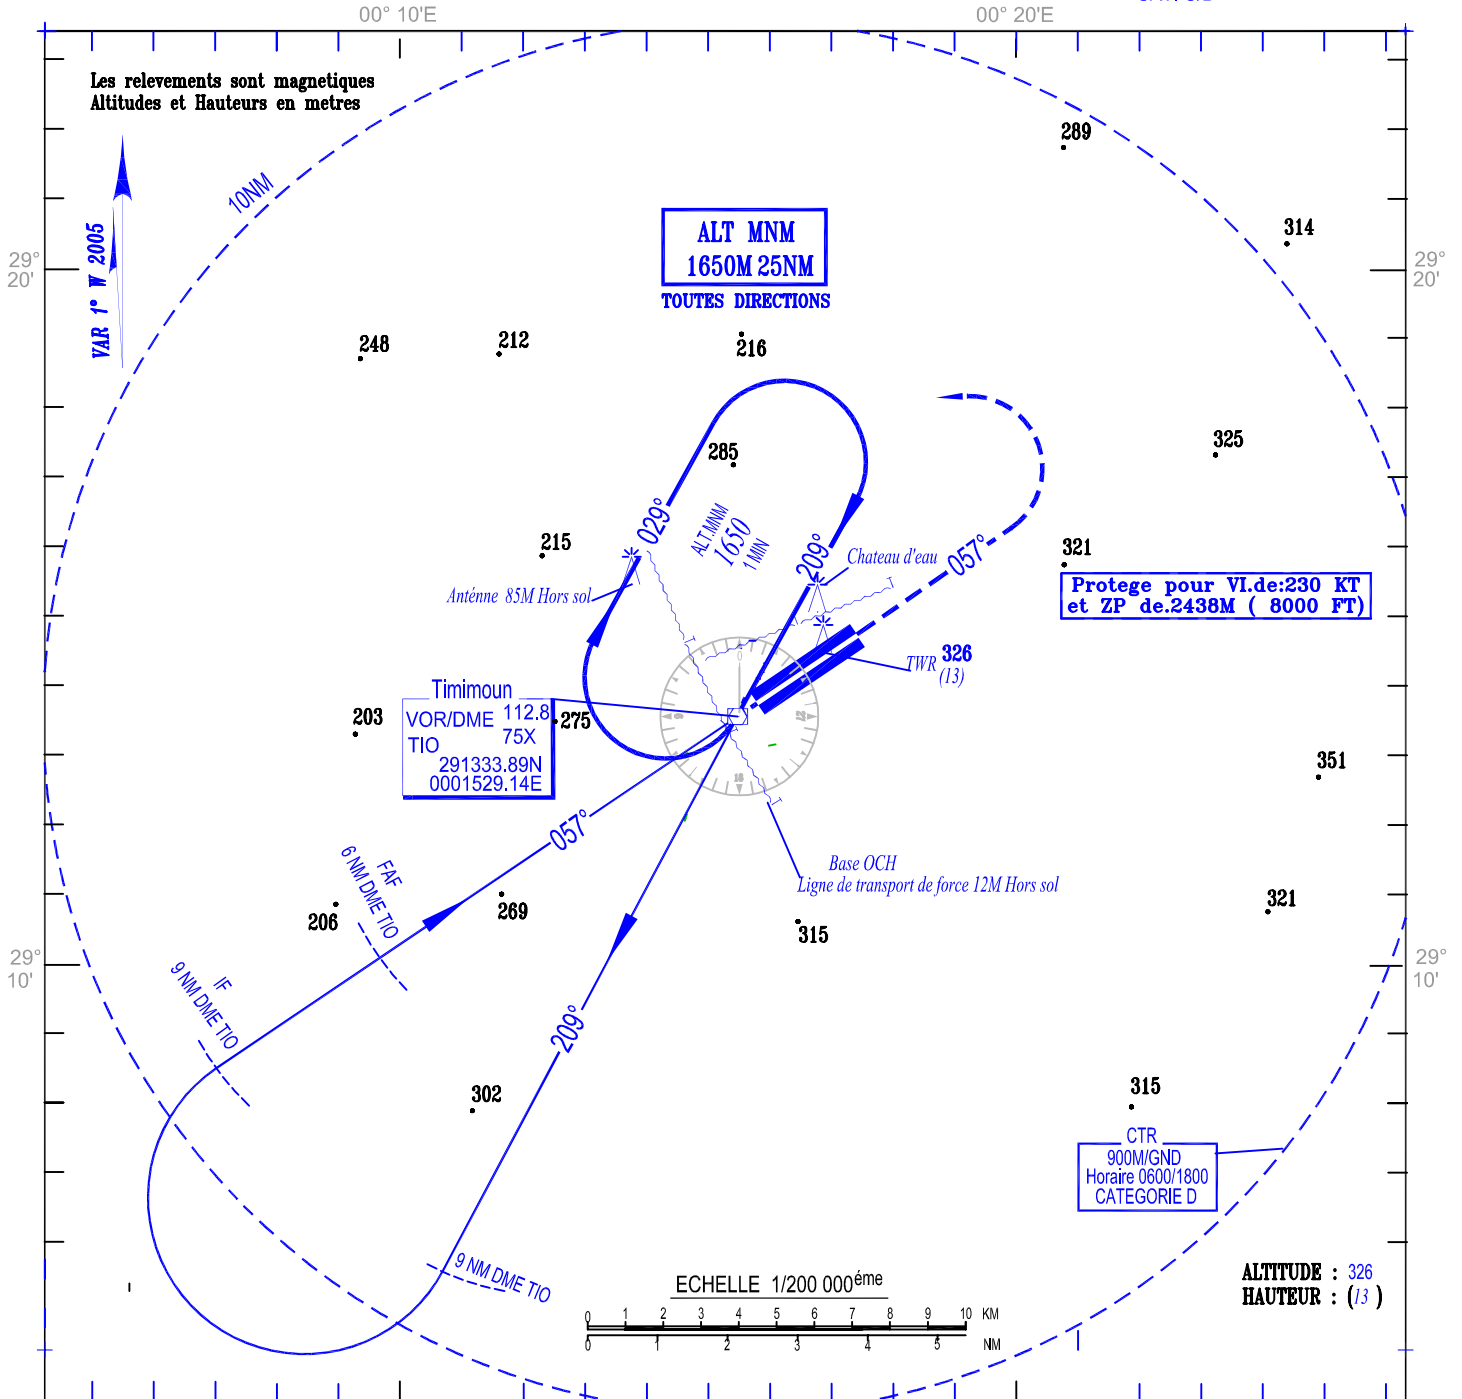 00° 10'E
00° 20'E
Les relevements sont magnetiques
Altitudes et Hauteurs en metres
289
10NM
314
VAR 1° W 2005
ALT MNM
1650M 25NM
TOUTES DIRECTIONS
29°
20'
29°
20'
248
212
216
285
325
029°
ALT.MNM
1650
1 MIN
209°
057°
215
Chateau d'eau
321
Anténne 85M Hors sol
Protege pour VI.de:230 KT
et ZP de.2438M ( 8000 FT)
TWR 326
(13)
0
9
27
18
Timimoun
VOR/DME 112.8
TIO 75X
291333.89N
0001529.14E
203
275
351
057°
FAF
6 NM DME TIO
Base OCH
Ligne de transport de force 12M Hors sol
206
269
315
321
29°
10'
29°
10'
IF
9 NM DME TIO
209°
302
315
CTR
900M/GND
Horaire 0600/1800
CATEGORIE D
9 NM DME TIO
ECHELLE 1/200 000éme
0 1 2 3 4 5 6 7 8 9 10 KM
0 1 2 3 4 5 NM
ALTITUDE : 326
HAUTEUR : (13 )